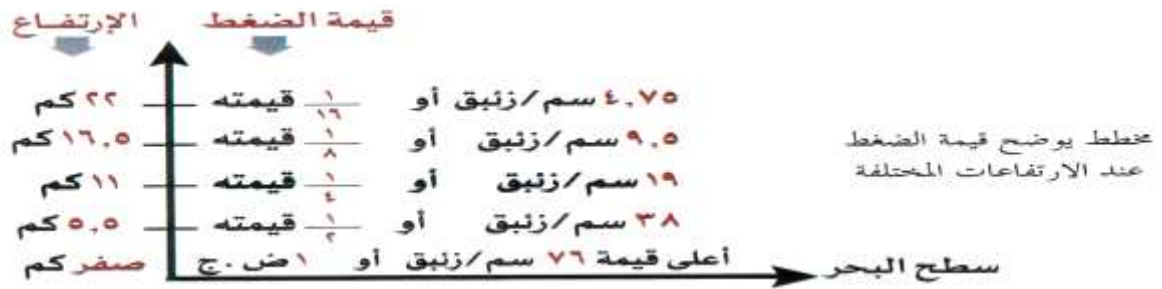 الإرتفاع قيمة الضغط
٢٢ كم ١/١٦ قيمته أو ٤.٧٥ سم/زئبق
١٦.٥ كم ١/٨ قيمته أو ٩.٥ سم/زئبق
١١ كم ١/٤ قيمته أو ١٩ سم/زئبق
٥.٥ كم ١/٢ قيمته أو ٣٨ سم/زئبق
صفر كم أعلى قيمة ٧٦ سم/زئبق أو ١ ض.ج
سطح البحر
مخطط يوضح قيمة الضغط
عند الارتفاعات المختلفة